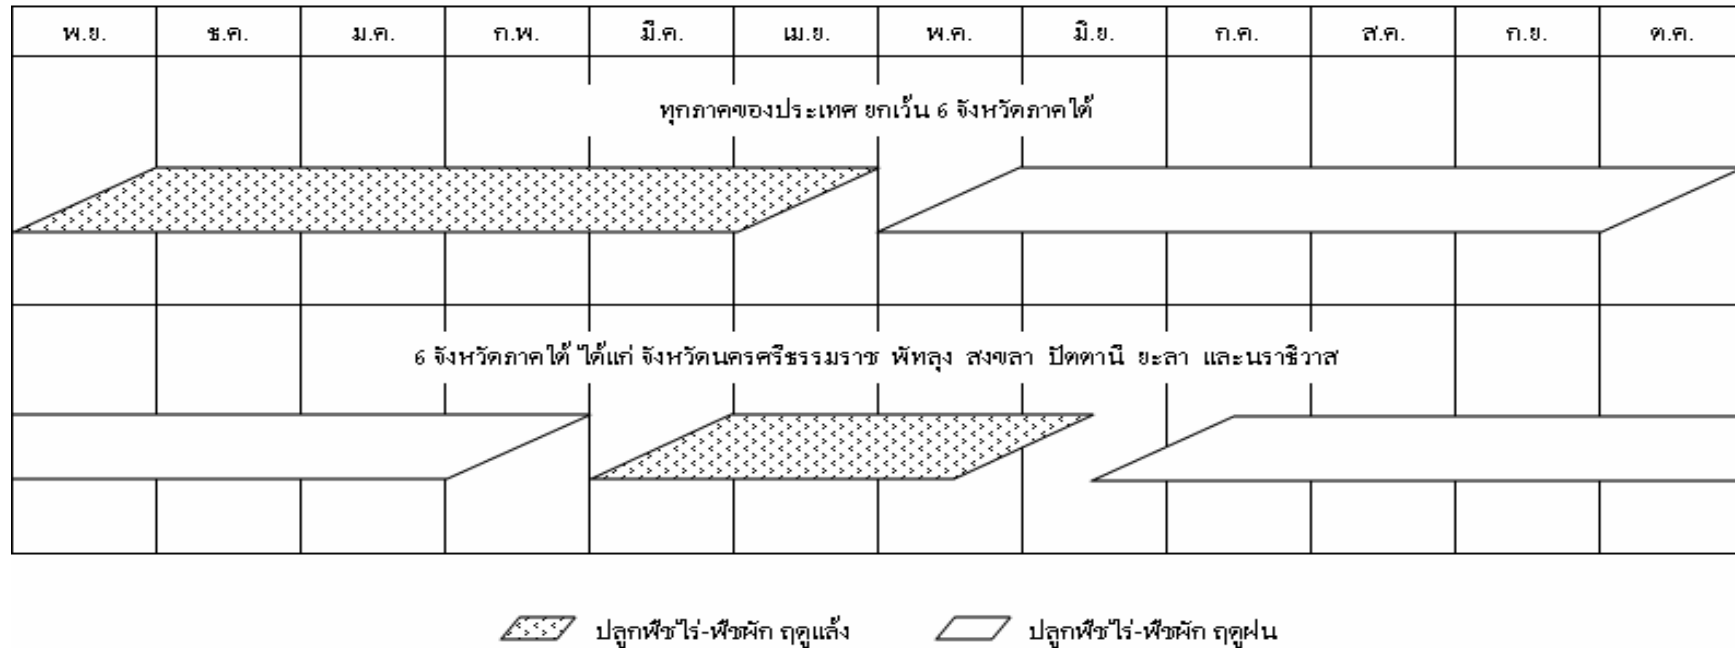 พ.ย. ธ.ค. ม.ค. ก.พ. มี.ค. เม.ย. พ.ค. มิ.ย. ก.ค. ส.ค. ก.ย. ต.ค.
ทุกภาคของประเทศ ยกเว้น 6 จังหวัดภาคใต้
6 จังหวัดภาคใต้ ได้แก่ จังหวัดนครศรีธรรมราช พัทลุง สงขลา ปัตตานี ยะลา และนราธิวาส
ปลูกพืชไร่-พืชผัก ฤดูแล้ง ปลูกพืชไร่-พืชผัก ฤดูฝน